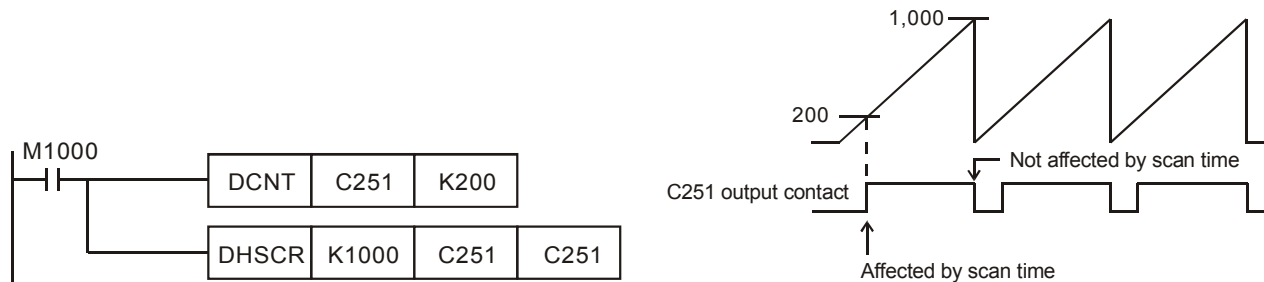 M1000
DCNT C251 K200
DHSCR K1000 C251 C251
1,000
200
Not affected by scan time
C251 output contact
Affected by scan time